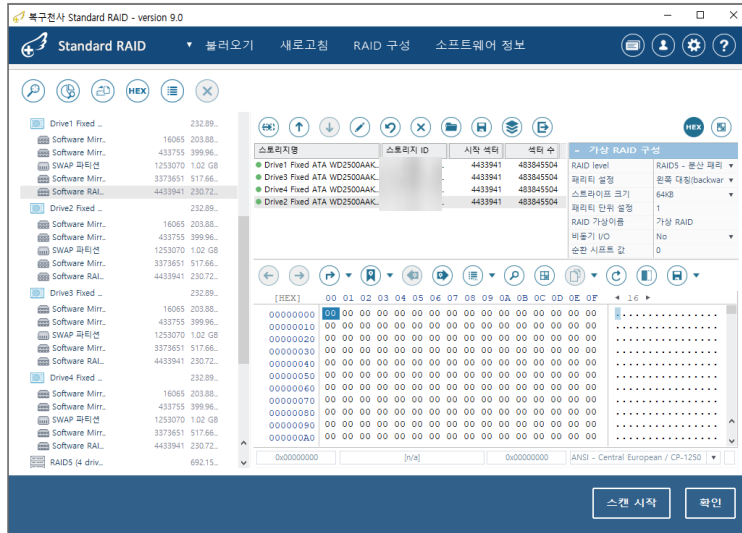 복구천사 Standard RAID - version 9.0
Standard RAID ▼ 불러오기 새로고침 RAID 구성 소프트웨어 정보
HEX
Drive1 Fixed ... 232.89...
Software Mirr... 16065 203.88...
Software Mirr... 433755 399.96...
SWAP 파티션 1253070 1.02 GB
Software Mirr... 3373651 517.66...
Software RAI... 4433941 230.72...
Drive2 Fixed ... 232.89...
Software Mirr... 16065 203.88...
Software Mirr... 433755 399.96...
SWAP 파티션 1253070 1.02 GB
Software Mirr... 3373651 517.66...
Software RAI... 4433941 230.72...
Drive3 Fixed ... 232.89...
Software Mirr... 16065 203.88...
Software Mirr... 433755 399.96...
SWAP 파티션 1253070 1.02 GB
Software Mirr... 3373651 517.66...
Software RAI... 4433941 230.72...
Drive4 Fixed ... 232.89...
Software Mirr... 16065 203.88...
Software Mirr... 433755 399.96...
SWAP 파티션 1253070 1.02 GB
Software Mirr... 3373651 517.66...
Software RAI... 4433941 230.72...
RAID5 (4 driv... 692.15...
HEX
스토리지명 스토리지 ID 시작 섹터 섹터 수
Drive1 Fixed ATA WD2500AAK... 4433941 483845504
Drive3 Fixed ATA WD2500AAK... 4433941 483845504
Drive4 Fixed ATA WD2500AAK... 4433941 483845504
Drive2 Fixed ATA WD2500AAK... 4433941 483845504
- 가상 RAID 구성
RAID level RAID5 - 분산 패리 ▼
패리티 설정 왼쪽 대칭(backwar ▼
스트라이프 크기 64KB ▼
패리티 단위 설정 1
RAID 가상이름 가상 RAID
비동기 I/O No ▼
순환 시프트 값 0
[HEX] 00 01 02 03 04 05 06 07 08 09 0A 0B 0C 0D 0E 0F ◄ 16 ►
00000000 00 00 00 00 00 00 00 00 00 00 00 00 00 00 00 00 ................
00000010 00 00 00 00 00 00 00 00 00 00 00 00 00 00 00 00 ................
00000020 00 00 00 00 00 00 00 00 00 00 00 00 00 00 00 00 ................
00000030 00 00 00 00 00 00 00 00 00 00 00 00 00 00 00 00 ................
00000040 00 00 00 00 00 00 00 00 00 00 00 00 00 00 00 00 ................
00000050 00 00 00 00 00 00 00 00 00 00 00 00 00 00 00 00 ................
00000060 00 00 00 00 00 00 00 00 00 00 00 00 00 00 00 00 ................
00000070 00 00 00 00 00 00 00 00 00 00 00 00 00 00 00 00 ................
00000080 00 00 00 00 00 00 00 00 00 00 00 00 00 00 00 00 ................
00000090 00 00 00 00 00 00 00 00 00 00 00 00 00 00 00 00 ................
000000A0 00 00 00 00 00 00 00 00 00 00 00 00 00 00 00 00 ................
0x00000000 [n/a] 0x00000000 ANSI - Central European / CP-1250 ▼
스캔 시작 확인